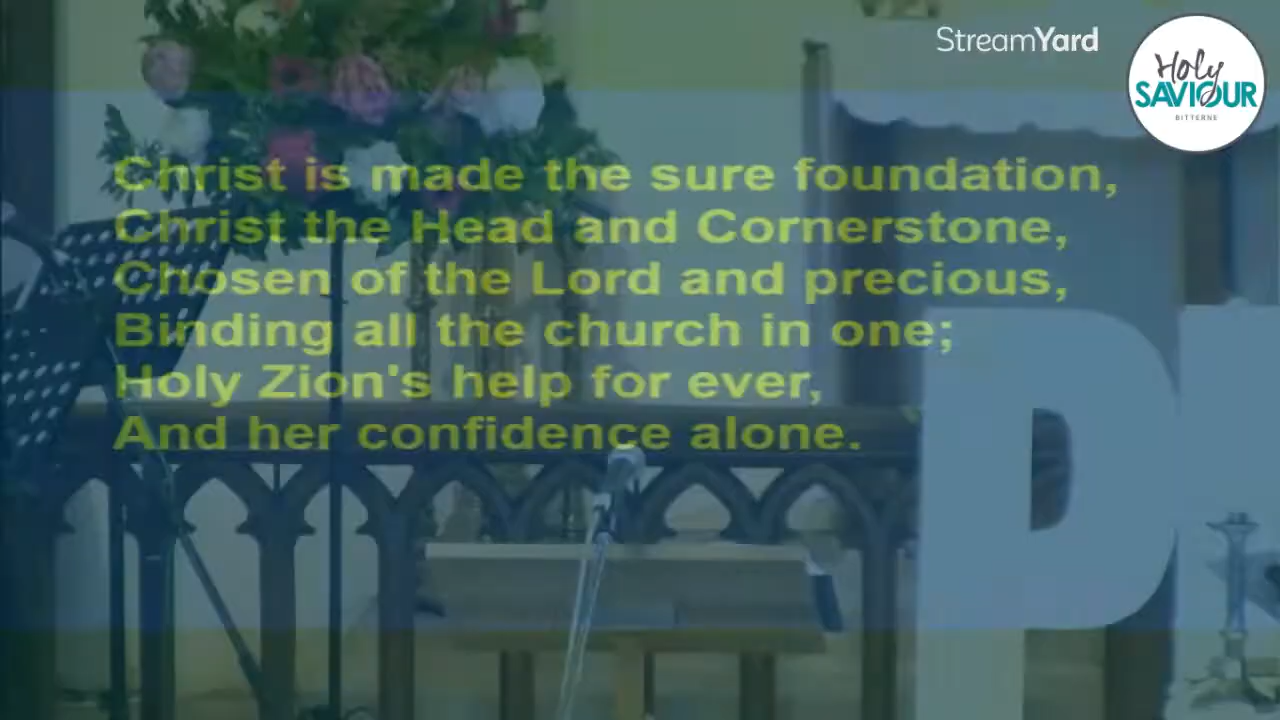 StreamYard
Holy
SAVIOUR
BITTERNE
Christ is made the sure foundation,
Christ the Head and Cornerstone,
Chosen of the Lord and precious,
Binding all the church in one;
Holy Zion's help for ever,
And her confidence alone.
D